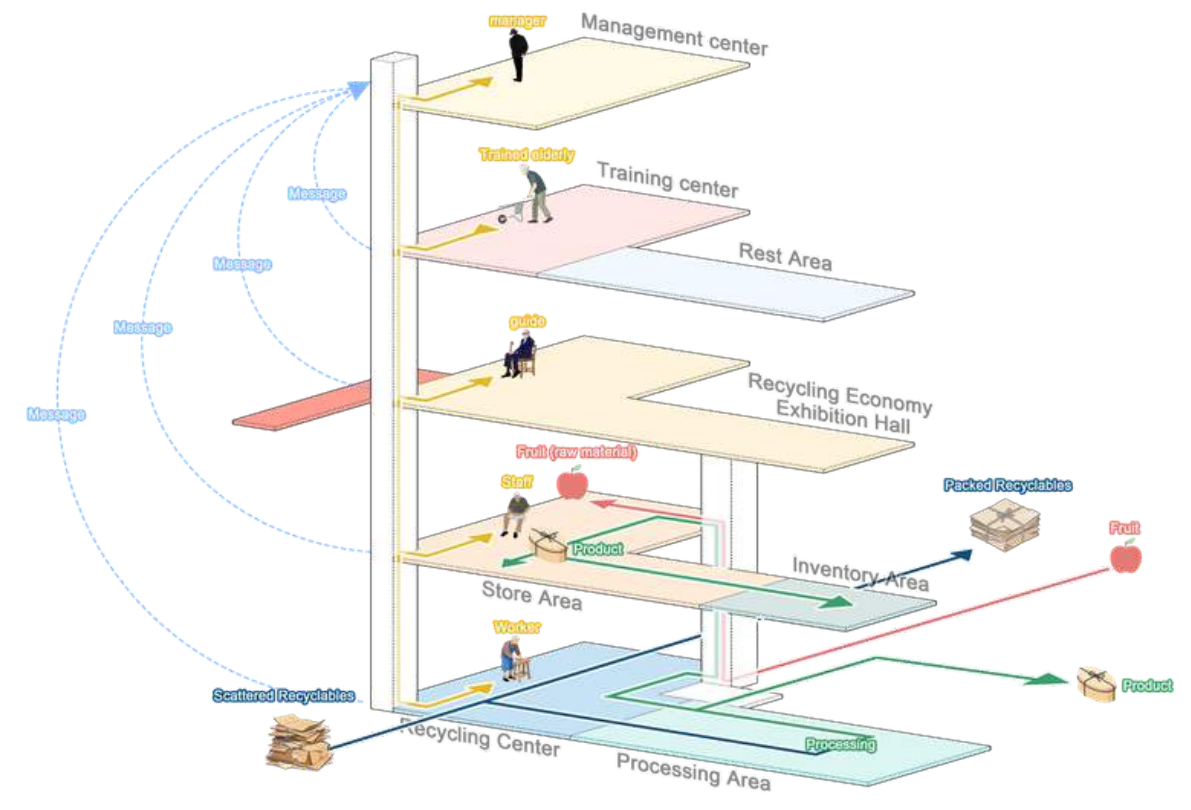 manager
Management center
Trained elderly
Training center
Message
Rest Area
Message
guide
Message
Recycling Economy
Exhibition Hall
Message
Fruit (raw material)
Staff
Packed Recyclables
Fruit
Product
Inventory Area
Store Area
Worker
Scattered Recyclables
Product
Recycling Center
Processing
Processing Area